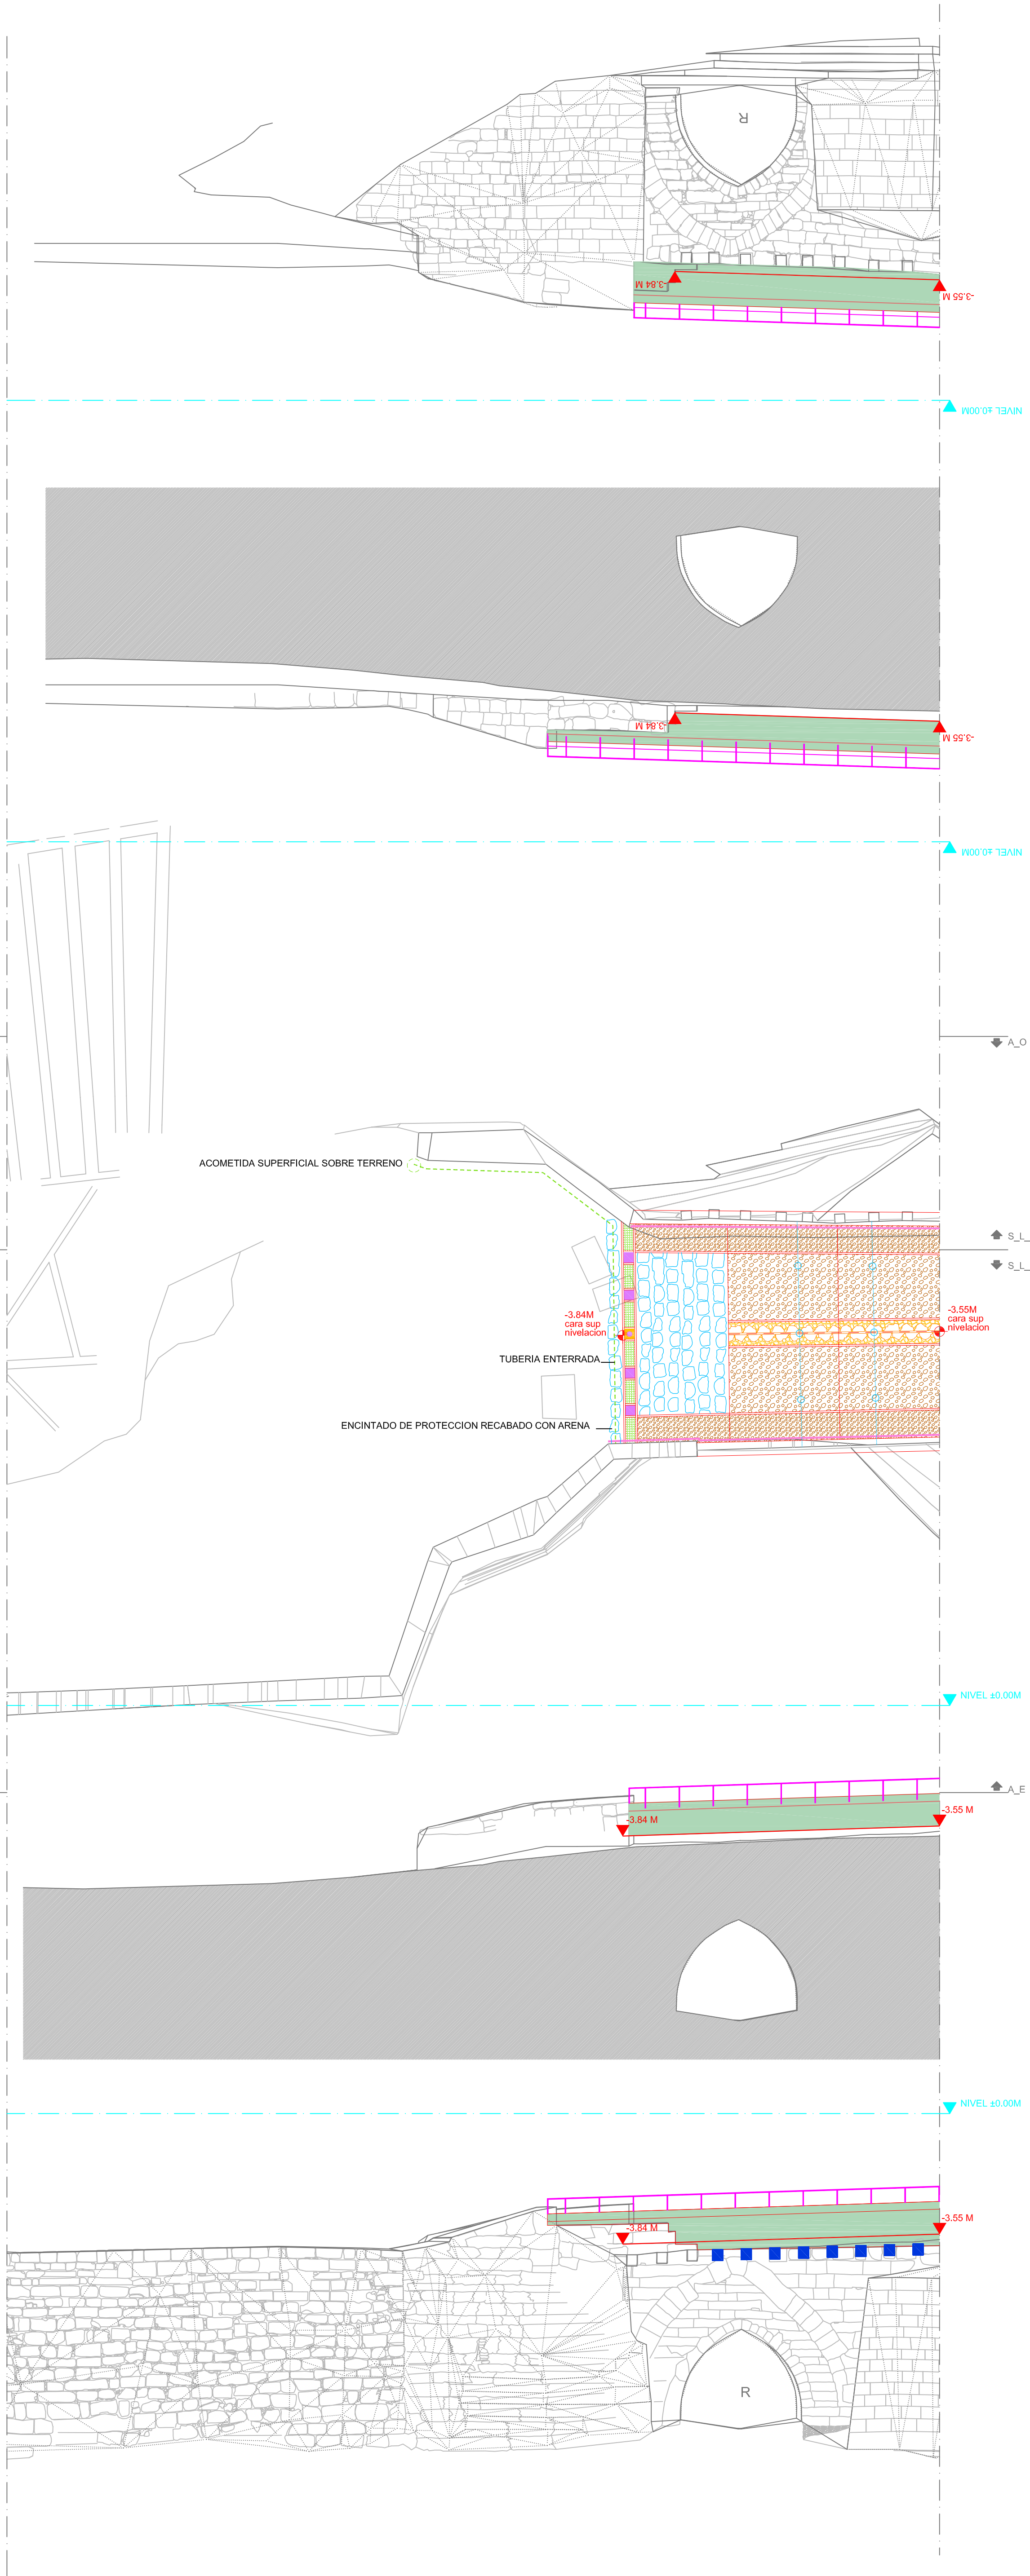 R
-3.84 M
-3.55 M
NIVEL ±0.00M
-3.84 M
-3.55 M
NIVEL ±0.00M
A_O
ACOMETIDA SUPERFICIAL SOBRE TERRENO
S_L_
S_L_
-3.84M
cara sup
nivelacion
-3.55M
cara sup
nivelacion
TUBERÍA ENTERRADA
ENCINTADO DE PROTECCION RECABADO CON ARENA
NIVEL ±0.00M
A_E
-3.84 M
-3.55 M
NIVEL ±0.00M
-3.84 M
-3.55 M
R